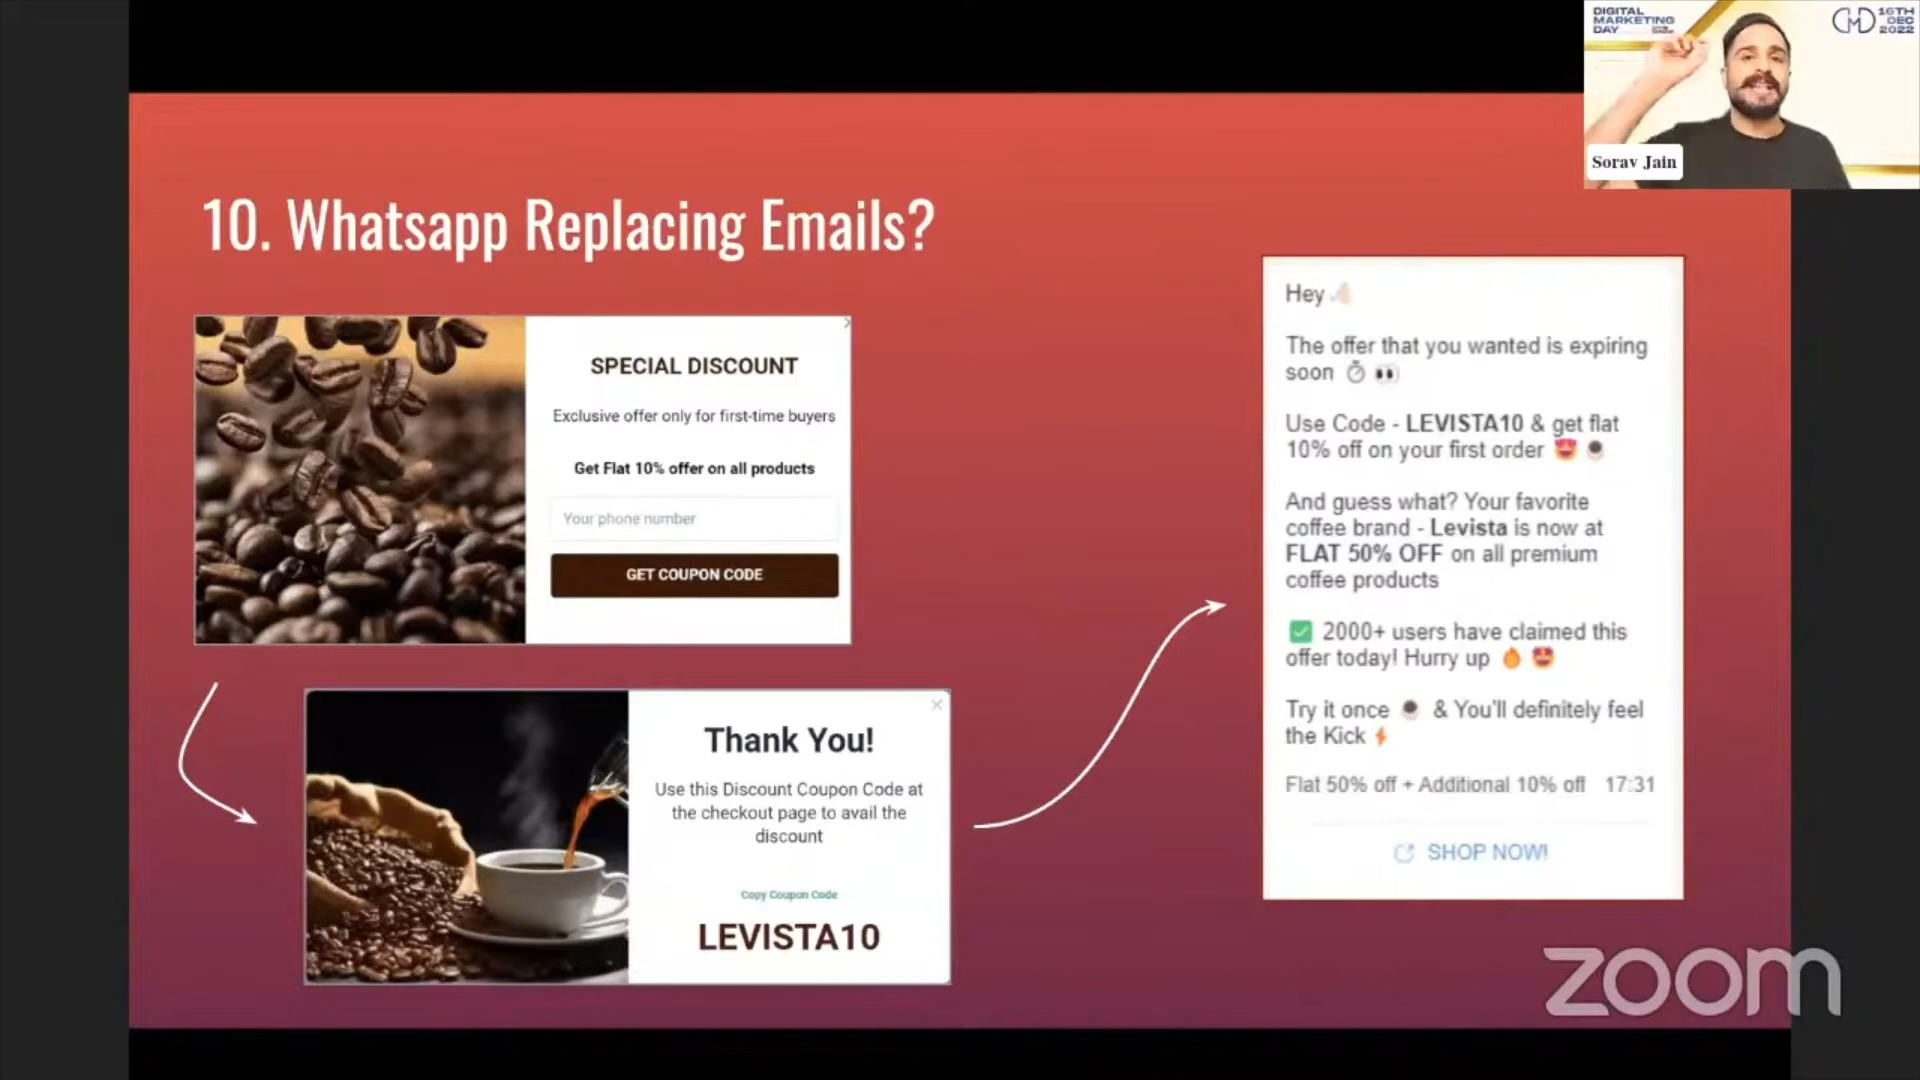 DIGITAL
MARKETING
DAY
16TH
DEC
2022
Sorav Jain
10. Whatsapp Replacing Emails?
SPECIAL DISCOUNT
Exclusive offer only for first-time buyers
Get Flat 10% offer on all products
Your phone number
GET COUPON CODE
Thank You!
Use this Discount Coupon Code at
the checkout page to avail the
discount
Copy Coupon Code
LEVISTA10
Hey
The offer that you wanted is expiring
soon
Use Code - LEVISTA10 & get flat
10% off on your first order
And guess what? Your favorite
coffee brand - Levista is now at
FLAT 50% OFF on all premium
coffee products
2000+ users have claimed this
offer today! Hurry up
Try it once & You'll definitely feel
the Kick
Flat 50% off + Additional 10% off 17:31
SHOP NOW!
zoom